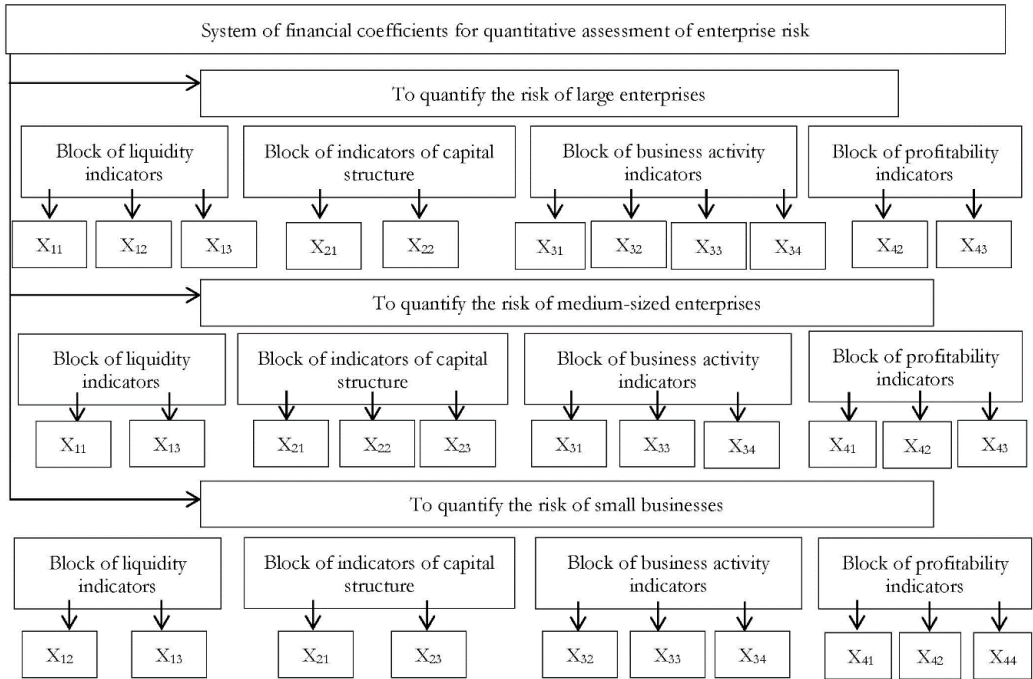 System of financial coefficients for quantitative assessment of enterprise risk
To quantify the risk of large enterprises
Block of liquidity
indicators
Block of indicators of capital
structure
Block of business activity
indicators
Block of profitability
indicators
X₁₁ X₁₂ X₁₃ X₂₁ X₂₂ X₃₁ X₃₂ X₃₃ X₃₄ X₄₂ X₄₃
To quantify the risk of medium-sized enterprises
Block of liquidity
indicators
Block of indicators of capital
structure
Block of business activity
indicators
Block of profitability
indicators
X₁₁ X₁₃ X₂₁ X₂₂ X₂₃ X₃₁ X₃₃ X₃₄ X₄₁ X₄₂ X₄₃
To quantify the risk of small businesses
Block of liquidity
indicators
Block of indicators of capital
structure
Block of business activity
indicators
Block of profitability
indicators
X₁₂ X₁₃ X₂₁ X₂₃ X₃₂ X₃₃ X₃₄ X₄₁ X₄₂ X₄₄